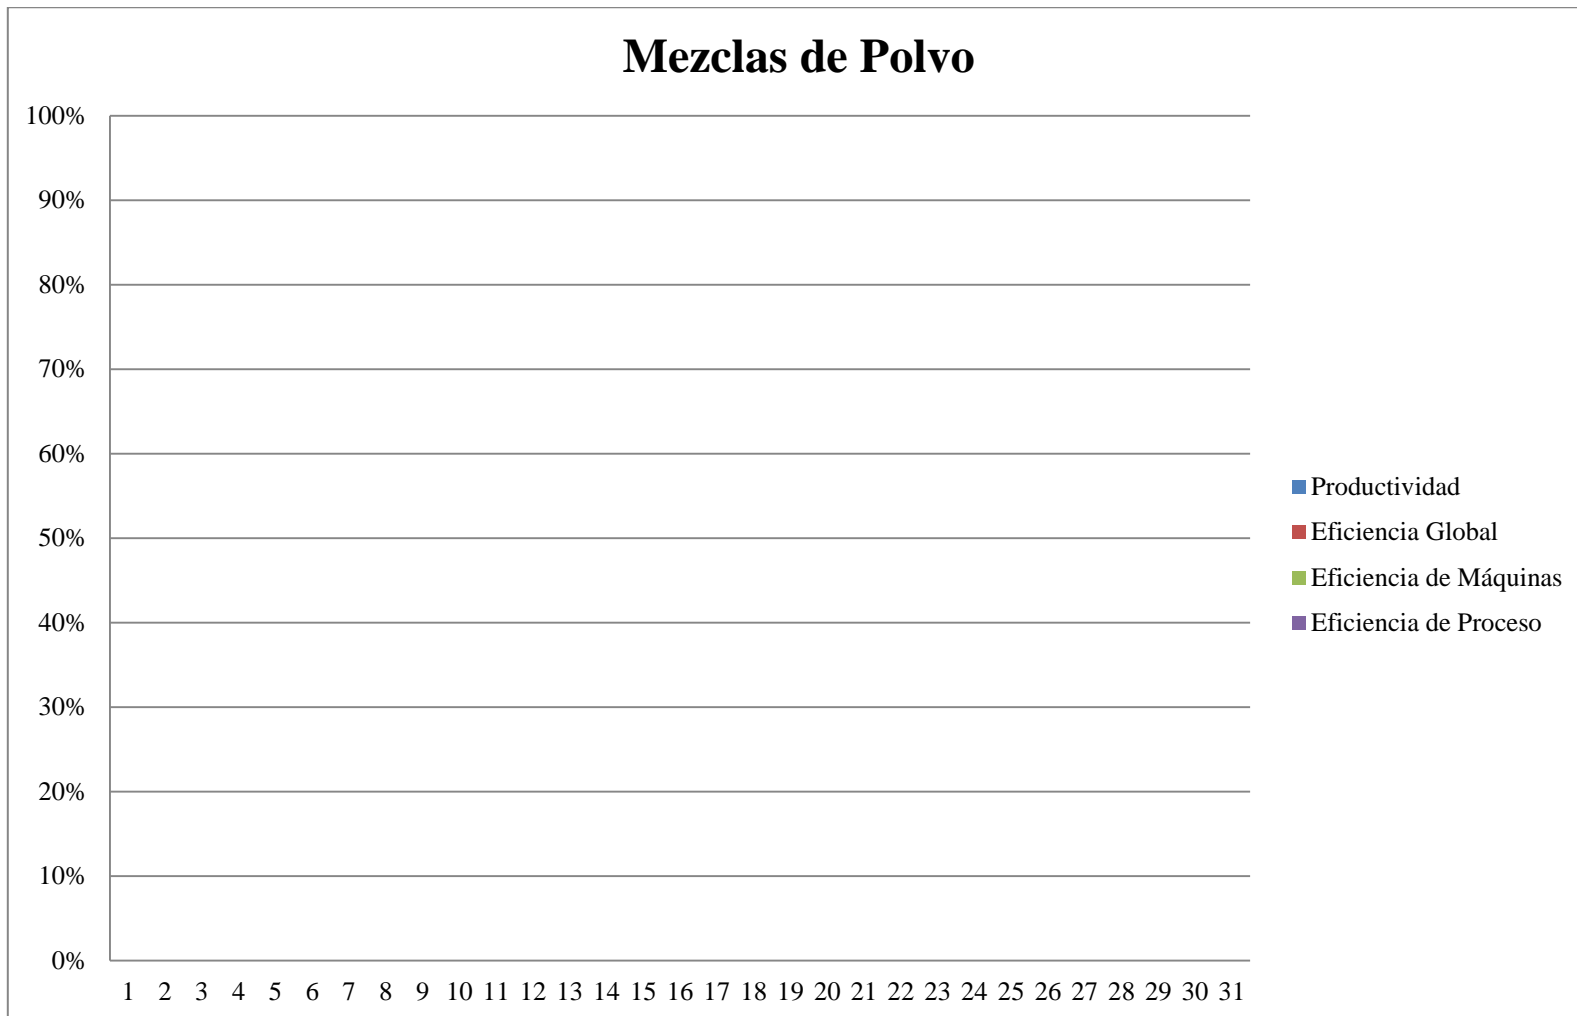 Mezclas de Polvo
100%
90%
80%
70%
60%
50%
40%
30%
20%
10%
0%
1 2 3 4 5 6 7 8 9 10 11 12 13 14 15 16 17 18 19 20 21 22 23 24 25 26 27 28 29 30 31
Productividad
Eficiencia Global
Eficiencia de Máquinas
Eficiencia de Proceso